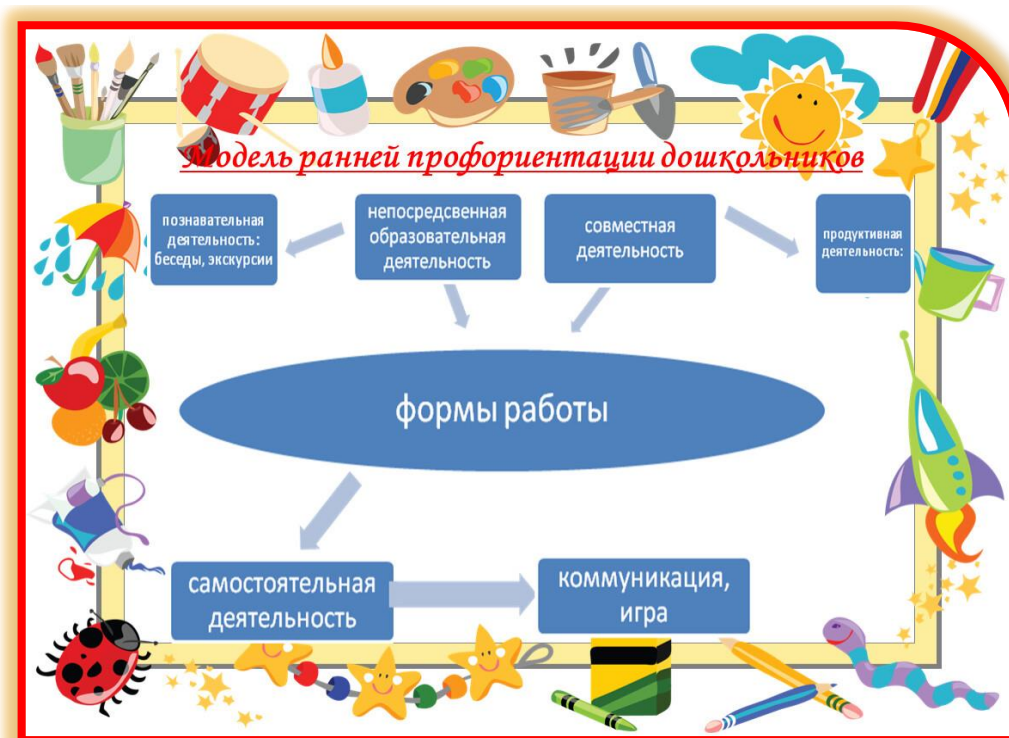 Модель ранней профориентации дошкольников
познавательная
деятельность:
беседы, экскурсии
непосредсвенная
образовательная
деятельность
совместная
деятельность
продуктивная
деятельность:
формы работы
самостоятельная
деятельность
коммуникация,
игра